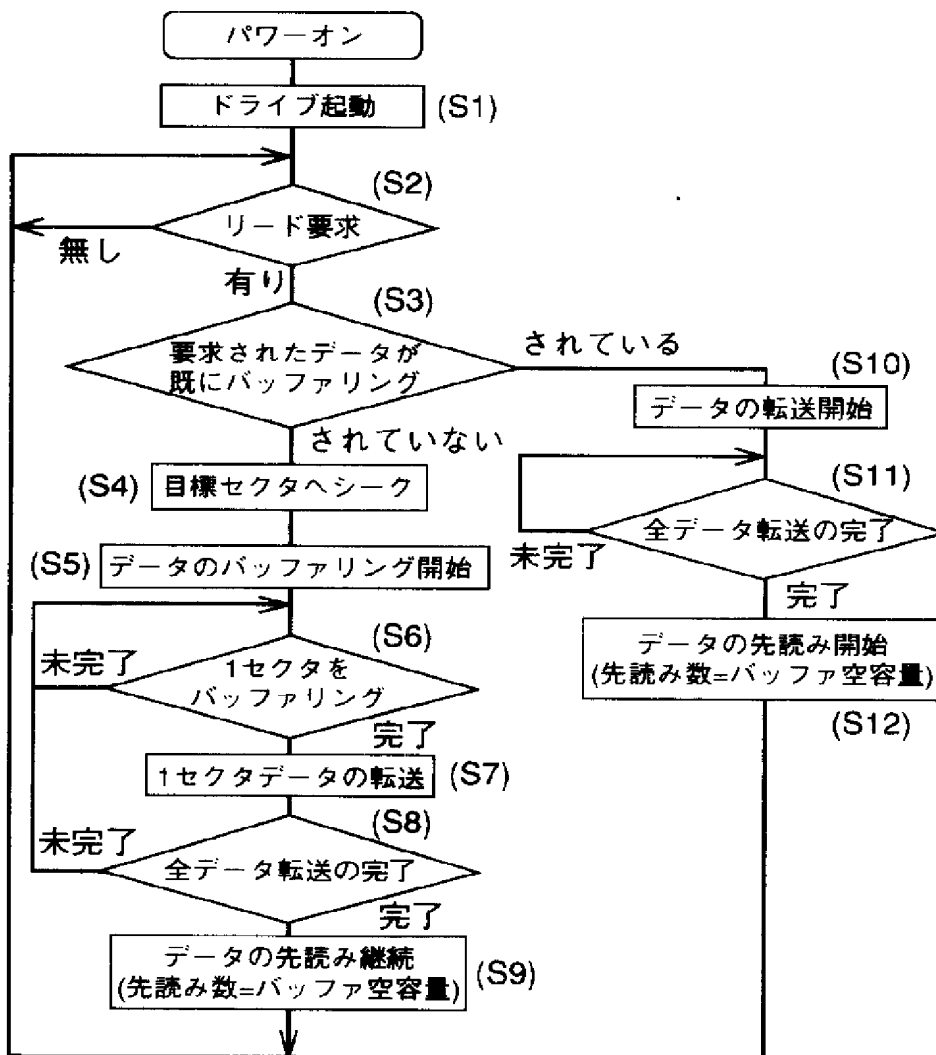 パワーオン
ドライブ起動
(S1)
(S2)
リード要求
無し
有り
(S3)
要求されたデータが
既にバッファリング
されている
されていない
(S4)
目標セクタへシーク
(S5)
データのバッファリング開始
(S6)
未完了
1セクタを
バッファリング
完了
1セクタデータの転送
(S7)
(S8)
未完了
全データ転送の完了
完了
データの先読み継続
(先読み数=バッファ空容量)
(S9)
(S10)
データの転送開始
(S11)
全データ転送の完了
未完了
完了
データの先読み開始
(先読み数=バッファ空容量)
(S12)